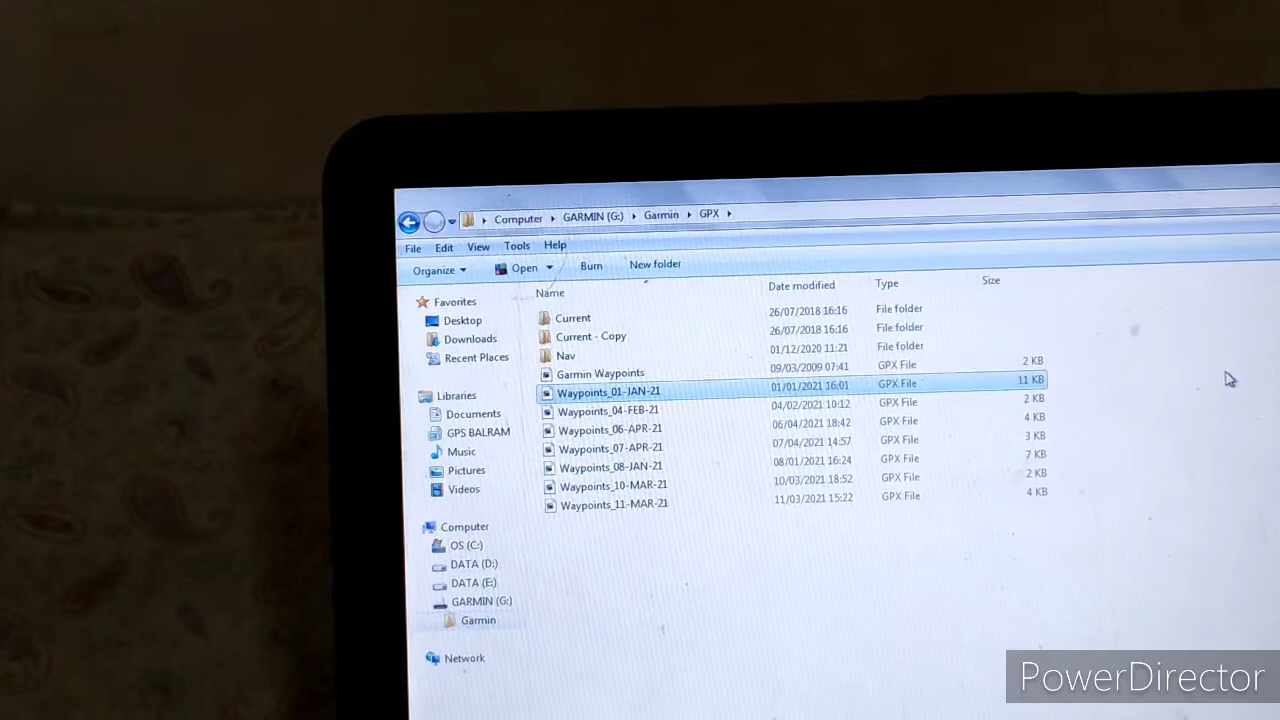 Computer GARMIN (G:) Garmin GPX
File Edit View Tools Help
Organize Open Burn New folder
Name Date modified Type Size
Favorites
Desktop
Downloads
Recent Places
Libraries
Documents
GPS BALRAM
Music
Pictures
Videos
Computer
OS (C:)
DATA (D:)
DATA (E:)
GARMIN (G:)
Garmin
Network
Current 26/07/2018 16:16 File folder
Current - Copy 26/07/2018 16:16 File folder
Nav 01/12/2020 11:21 File folder
Garmin Waypoints 09/03/2009 07:41 GPX File 2 KB
Waypoints_01-JAN-21 01/01/2021 16:01 GPX File 11 KB
Waypoints_04-FEB-21 04/02/2021 10:12 GPX File 2 KB
Waypoints_06-APR-21 06/04/2021 18:42 GPX File 4 KB
Waypoints_07-APR-21 07/04/2021 14:57 GPX File 3 KB
Waypoints_08-JAN-21 08/01/2021 16:24 GPX File 7 KB
Waypoints_10-MAR-21 10/03/2021 18:52 GPX File 2 KB
Waypoints_11-MAR-21 11/03/2021 15:22 GPX File 4 KB
PowerDirector